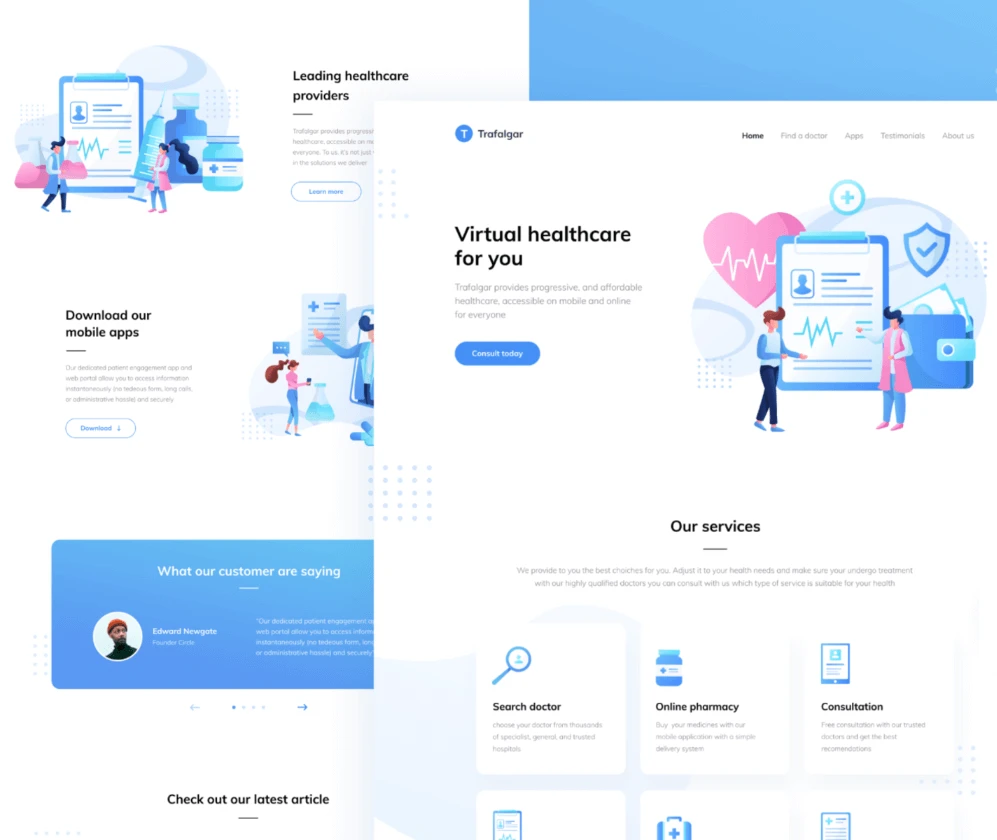 Leading healthcare
providers
Trafalgar provides progress
healthcare, accessible on m
everyone. To us, it's not just
in the solutions we deliver
Learn more
Download our
mobile apps
Our dedicated patient engagement app and
web portal allow you to access information
instantaneously (no tedeous form, long calls,
or administrative hassle) and securely
Download ↓
What our customer are saying
Edward Newgate
Founder Circle
"Our dedicated patient engagement
web portal allow you to access inform
instantaneously (no tedeous form, long
or administrative hassle) and securely"
← →
Check out our latest article
T Trafalgar
Home Find a doctor Apps Testimonials About us
Virtual healthcare
for you
Trafalgar provides progressive, and affordable
healthcare, accessible on mobile and online
for everyone
Consult today
Our services
We provide to you the best choiches for you. Adjust it to your health needs and make sure your undergo treatment
with our highly qualified doctors you can consult with us which type of service is suitable for your health
Search doctor
choose your doctor from thousands
of specialist, general, and trusted
hospitals
Online pharmacy
Buy your medicines with our
mobile application with a simple
delivery system
Consultation
Free consultation with our trusted
doctors and get the best
recomendations